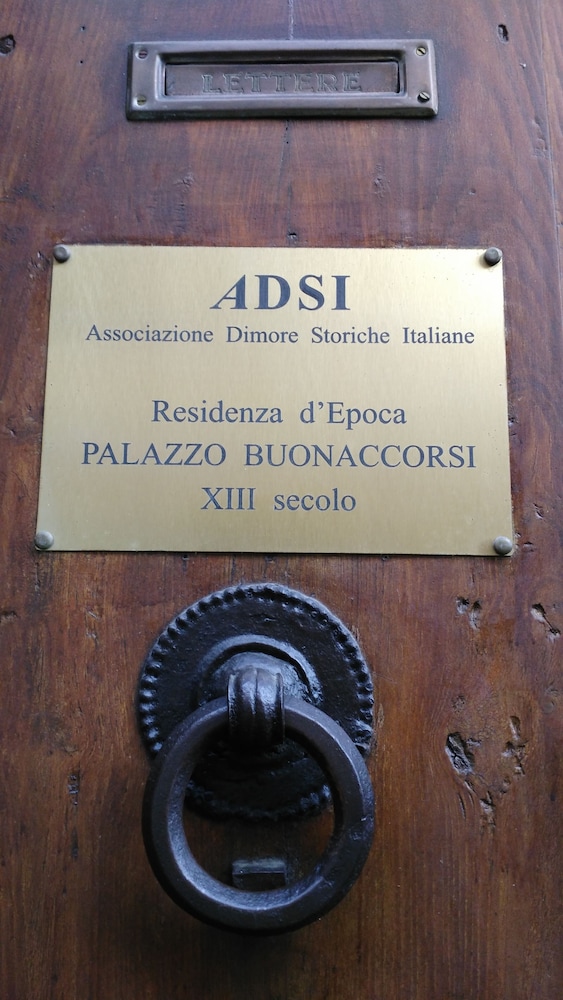 LETTERE
ADSI
Associazione Dimore Storiche Italiane
Residenza d'Epoca
PALAZZO BUONACCORSI
XIII secolo